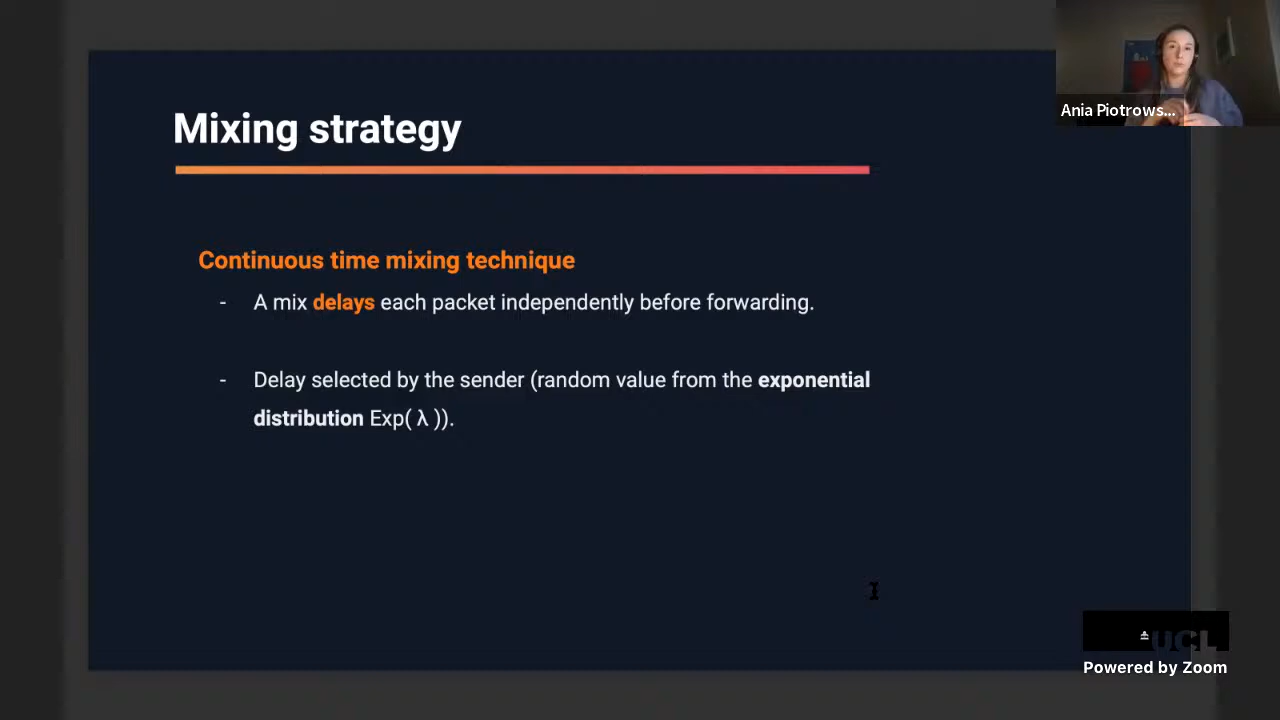 Mixing strategy
Ania Piotrows...
Continuous time mixing technique
- A mix delays each packet independently before forwarding.
- Delay selected by the sender (random value from the exponential
distribution Exp( λ )).
UCL
Powered by Zoom